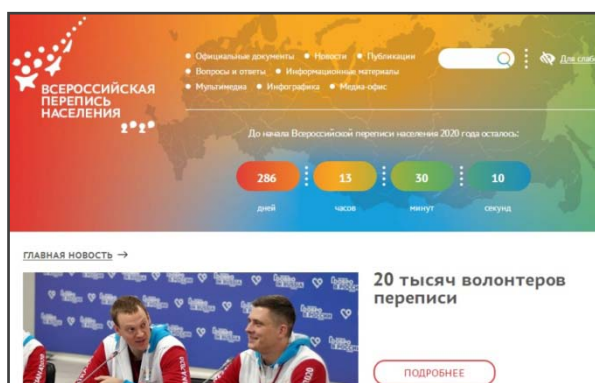 ВСЕРОССИЙСКАЯ
ПЕРЕПИСЬ
НАСЕЛЕНИЯ
2020
Официальные документы Новости Публикации
Вопросы и ответы Информационные материалы
Мультимедиа Инфографика Медиа-офис
Для слаб
До начала Всероссийской переписи населения 2020 года осталось:
286 13 30 10
дней часов минут секунд
ГЛАВНАЯ НОВОСТЬ →
20 тысяч волонтеров
переписи
ПОДРОБНЕЕ